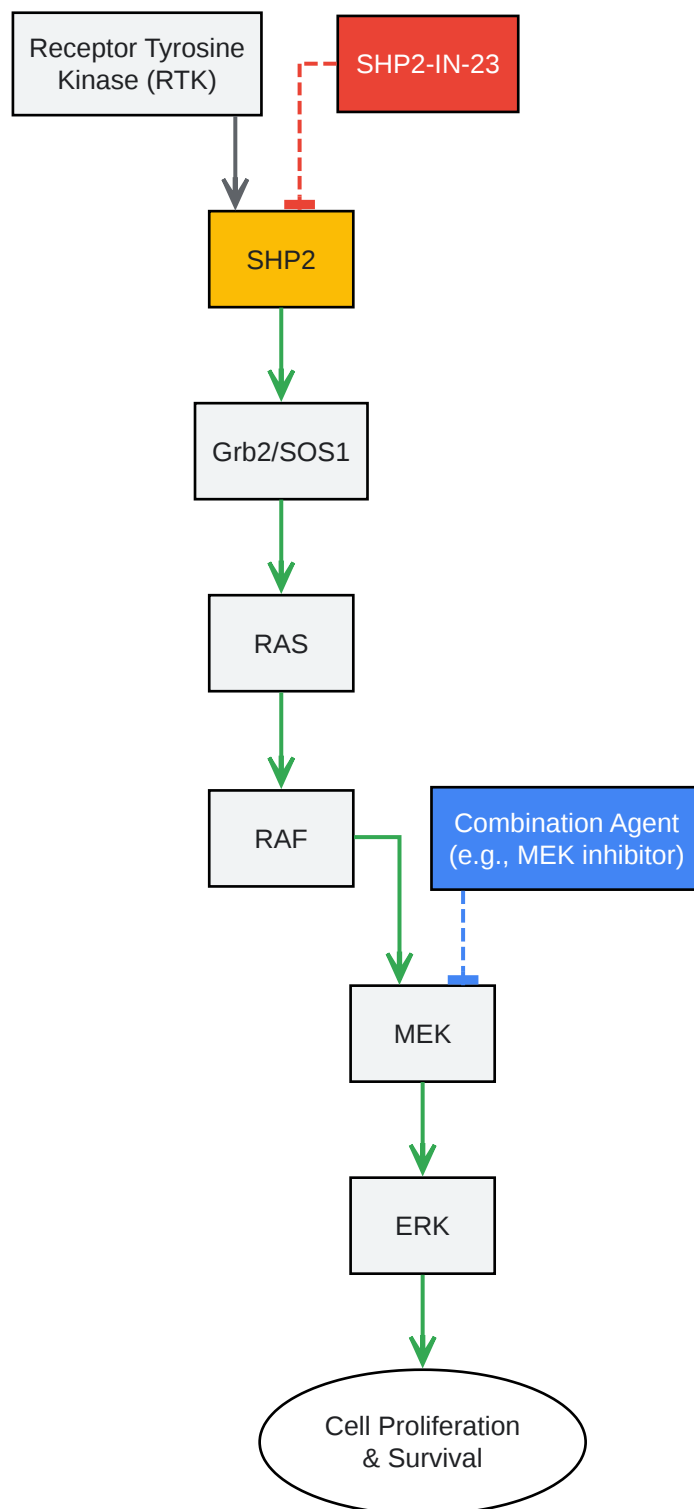 Receptor Tyrosine
Kinase (RTK)
SHP2-IN-23
SHP2
Grb2/SOS1
RAS
RAF
Combination Agent
(e.g., MEK inhibitor)
MEK
ERK
Cell Proliferation
& Survival